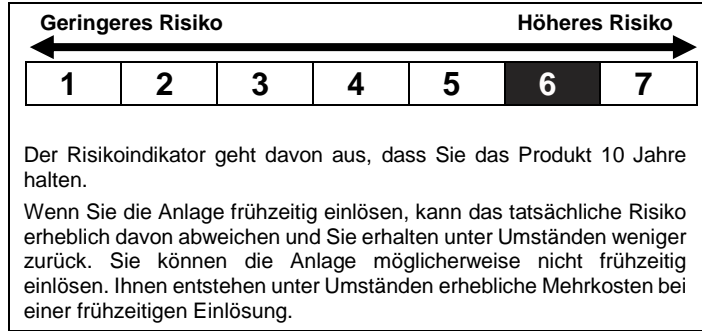 Geringeres Risiko Höheres Risiko
1 2 3 4 5 6 7
Der Risikoindikator geht davon aus, dass Sie das Produkt 10 Jahre
halten.
Wenn Sie die Anlage frühzeitig einlösen, kann das tatsächliche Risiko
erheblich davon abweichen und Sie erhalten unter Umständen weniger
zurück. Sie können die Anlage möglicherweise nicht frühzeitig
einlösen. Ihnen entstehen unter Umständen erhebliche Mehrkosten bei
einer frühzeitigen Einlösung.